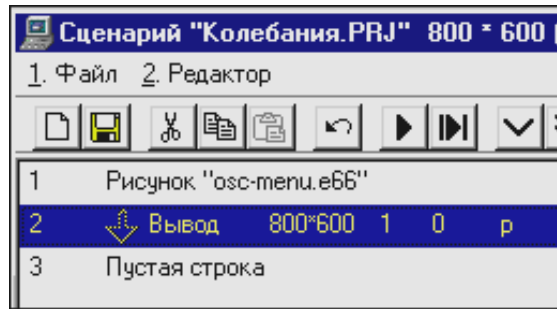 Сценарий "Колебания.PRJ" 800 * 600
1. Файл 2. Редактор
1 Рисунок "osc-menu.e66"
2 Вывод 800*600 1 0 р
3 Пустая строка